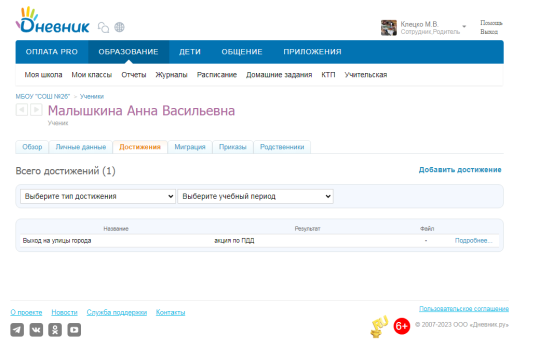 Дневник
Клецко М.В.
Сотрудник, Родитель
Помощь
Выход
ОПЛАТА PRO ОБРАЗОВАНИЕ ДЕТИ ОБЩЕНИЕ ПРИЛОЖЕНИЯ
Моя школа Мои классы Отчеты Журналы Расписание Домашние задания КТП Учительская
МБОУ "СОШ №26" → Ученики
Малышкина Анна Васильевна
Ученик
Обзор Личные данные Достижения Миграция Приказы Родственники
Всего достижений (1) Добавить достижение
Выберите тип достижения Выберите учебный период
Название Результат Файл
Выход на улицы города акция по ПДД - Подробнее...
О проекте Новости Служба поддержки Контакты Пользовательское соглашение
6+ © 2007-2023 ООО «Дневник.ру»